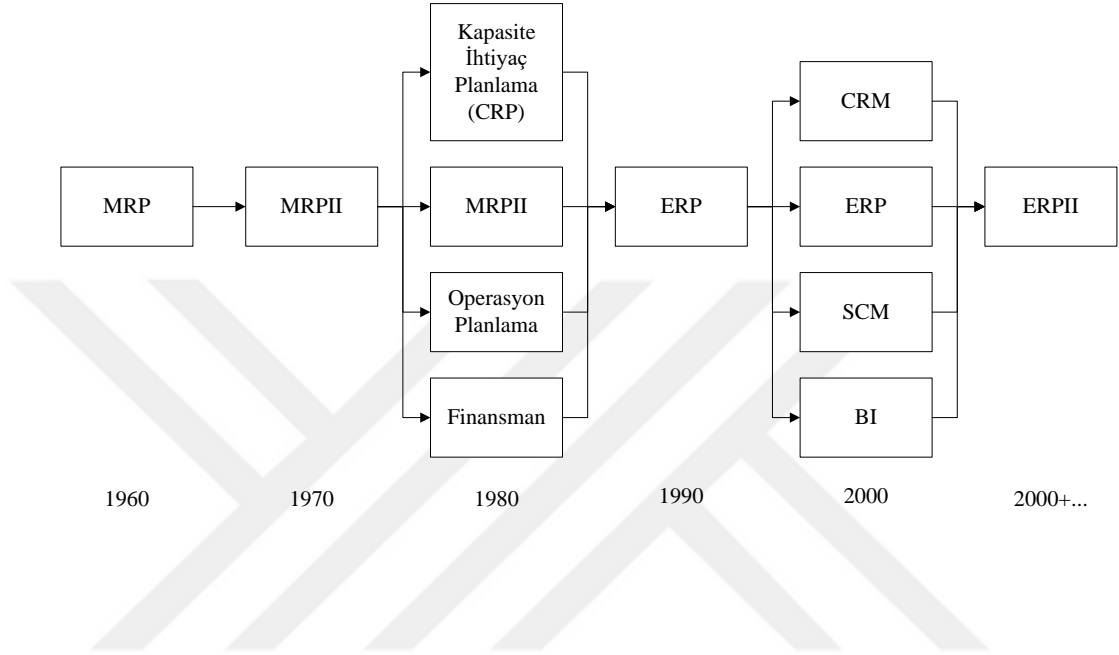 Kapasite
İhtiyaç
Planlama
(CRP)
CRM
MRP
MRPII
MRPII
ERP
ERP
ERPII
Operasyon
Planlama
SCM
Finansman
BI
1960
1970
1980
1990
2000
2000+...